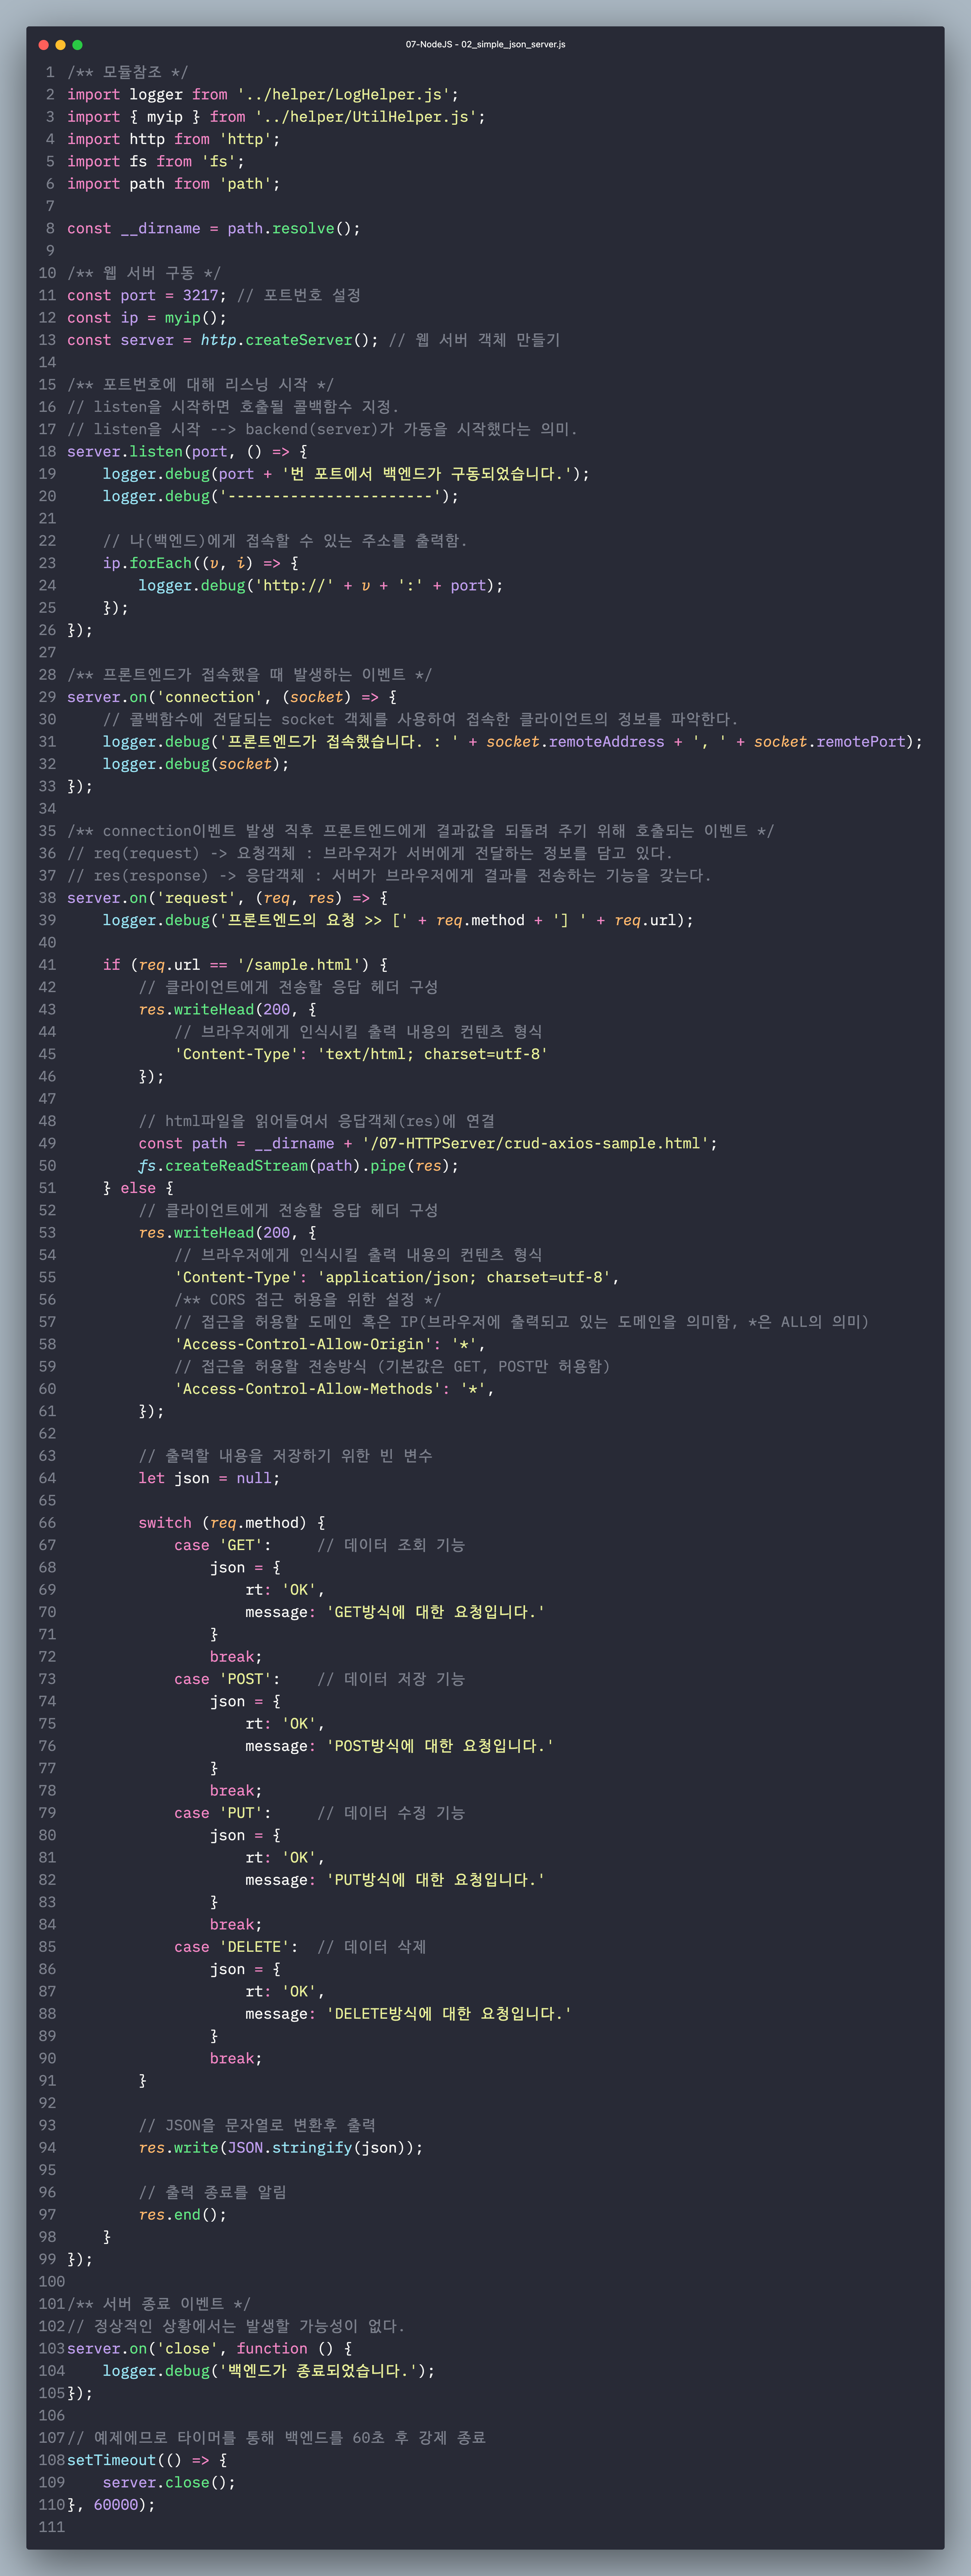 07-NodeJS - 02_simple_json_server.js
1 /** 모듈참조 */
2 import logger from '../helper/LogHelper.js';
3 import { myip } from '../helper/UtilHelper.js';
4 import http from 'http';
5 import fs from 'fs';
6 import path from 'path';
7
8 const __dirname = path.resolve();
9
10 /** 웹 서버 구동 */
11 const port = 3217; // 포트번호 설정
12 const ip = myip();
13 const server = http.createServer(); // 웹 서버 객체 만들기
14
15 /** 포트번호에 대해 리스닝 시작 */
16 // listen을 시작하면 호출될 콜백함수 지정.
17 // listen을 시작 --> backend(server)가 가동을 시작했다는 의미.
18 server.listen(port, () => {
19     logger.debug(port + '번 포트에서 백엔드가 구동되었습니다.');
20     logger.debug('-----------------------');
21
22     // 나(백엔드)에게 접속할 수 있는 주소를 출력함.
23     ip.forEach((v, i) => {
24         logger.debug('http://' + v + ':' + port);
25     });
26 });
27
28 /** 프론트엔드가 접속했을 때 발생하는 이벤트 */
29 server.on('connection', (socket) => {
30     // 콜백함수에 전달되는 socket 객체를 사용하여 접속한 클라이언트의 정보를 파악한다.
31     logger.debug('프론트엔드가 접속했습니다. : ' + socket.remoteAddress + ', ' + socket.remotePort);
32     logger.debug(socket);
33 });
34
35 /** connection이벤트 발생 직후 프론트엔드에게 결과값을 되돌려 주기 위해 호출되는 이벤트 */
36 // req(request) -> 요청객체 : 브라우저가 서버에게 전달하는 정보를 담고 있다.
37 // res(response) -> 응답객체 : 서버가 브라우저에게 결과를 전송하는 기능을 갖는다.
38 server.on('request', (req, res) => {
39     logger.debug('프론트엔드의 요청 >> [' + req.method + '] ' + req.url);
40
41     if (req.url == '/sample.html') {
42         // 클라이언트에게 전송할 응답 헤더 구성
43         res.writeHead(200, {
44             // 브라우저에게 인식시킬 출력 내용의 컨텐츠 형식
45             'Content-Type': 'text/html; charset=utf-8'
46         });
47
48         // html파일을 읽어들여서 응답객체(res)에 연결
49         const path = __dirname + '/07-HTTPServer/crud-axios-sample.html';
50         fs.createReadStream(path).pipe(res);
51     } else {
52         // 클라이언트에게 전송할 응답 헤더 구성
53         res.writeHead(200, {
54             // 브라우저에게 인식시킬 출력 내용의 컨텐츠 형식
55             'Content-Type': 'application/json; charset=utf-8',
56             /** CORS 접근 허용을 위한 설정 */
57             // 접근을 허용할 도메인 혹은 IP(브라우저에 출력되고 있는 도메인을 의미함, *은 ALL의 의미)
58             'Access-Control-Allow-Origin': '*',
59             // 접근을 허용할 전송방식 (기본값은 GET, POST만 허용함)
60             'Access-Control-Allow-Methods': '*',
61         });
62
63         // 출력할 내용을 저장하기 위한 빈 변수
64         let json = null;
65
66         switch (req.method) {
67             case 'GET':     // 데이터 조회 기능
68                 json = {
69                     rt: 'OK',
70                     message: 'GET방식에 대한 요청입니다.'
71                 }
72                 break;
73             case 'POST':    // 데이터 저장 기능
74                 json = {
75                     rt: 'OK',
76                     message: 'POST방식에 대한 요청입니다.'
77                 }
78                 break;
79             case 'PUT':     // 데이터 수정 기능
80                 json = {
81                     rt: 'OK',
82                     message: 'PUT방식에 대한 요청입니다.'
83                 }
84                 break;
85             case 'DELETE':  // 데이터 삭제
86                 json = {
87                     rt: 'OK',
88                     message: 'DELETE방식에 대한 요청입니다.'
89                 }
90                 break;
91         }
92
93         // JSON을 문자열로 변환후 출력
94         res.write(JSON.stringify(json));
95
96         // 출력 종료를 알림
97         res.end();
98     }
99 });
100
101 /** 서버 종료 이벤트 */
102 // 정상적인 상황에서는 발생할 가능성이 없다.
103 server.on('close', function () {
104     logger.debug('백엔드가 종료되었습니다.');
105 });
106
107 // 예제에므로 타이머를 통해 백엔드를 60초 후 강제 종료
108 setTimeout(() => {
109     server.close();
110 }, 60000);
111